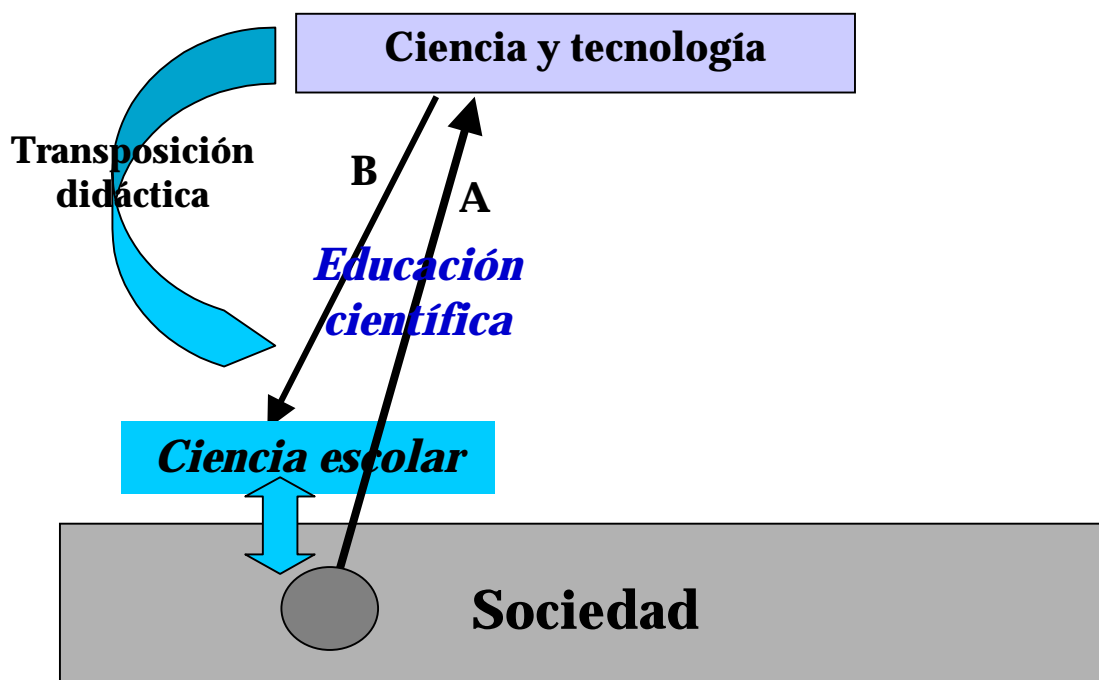 Ciencia y tecnología
Transposición
didáctica
B
A
Educación
científica
Ciencia escolar
Sociedad